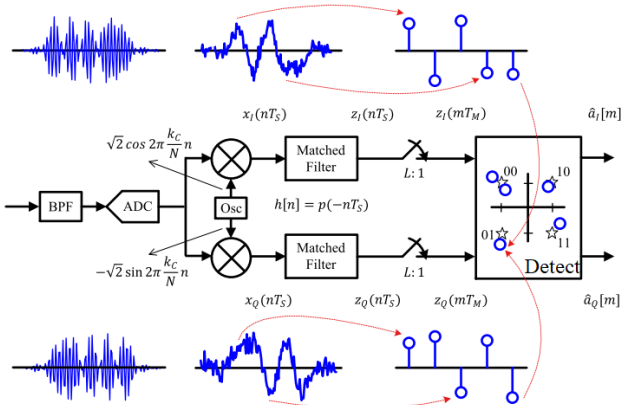 x_I(nT_S) z_I(nT_S) z_I(mT_M) â_I[m]
√2 cos 2π k_C/N n
Matched Filter
L: 1
00 10
BPF ADC Osc h[n] = p(−nT_S)
01 11
Detect
−√2 sin 2π k_C/N n
Matched Filter
L: 1
x_Q(nT_S) z_Q(nT_S) z_Q(mT_M) â_Q[m]